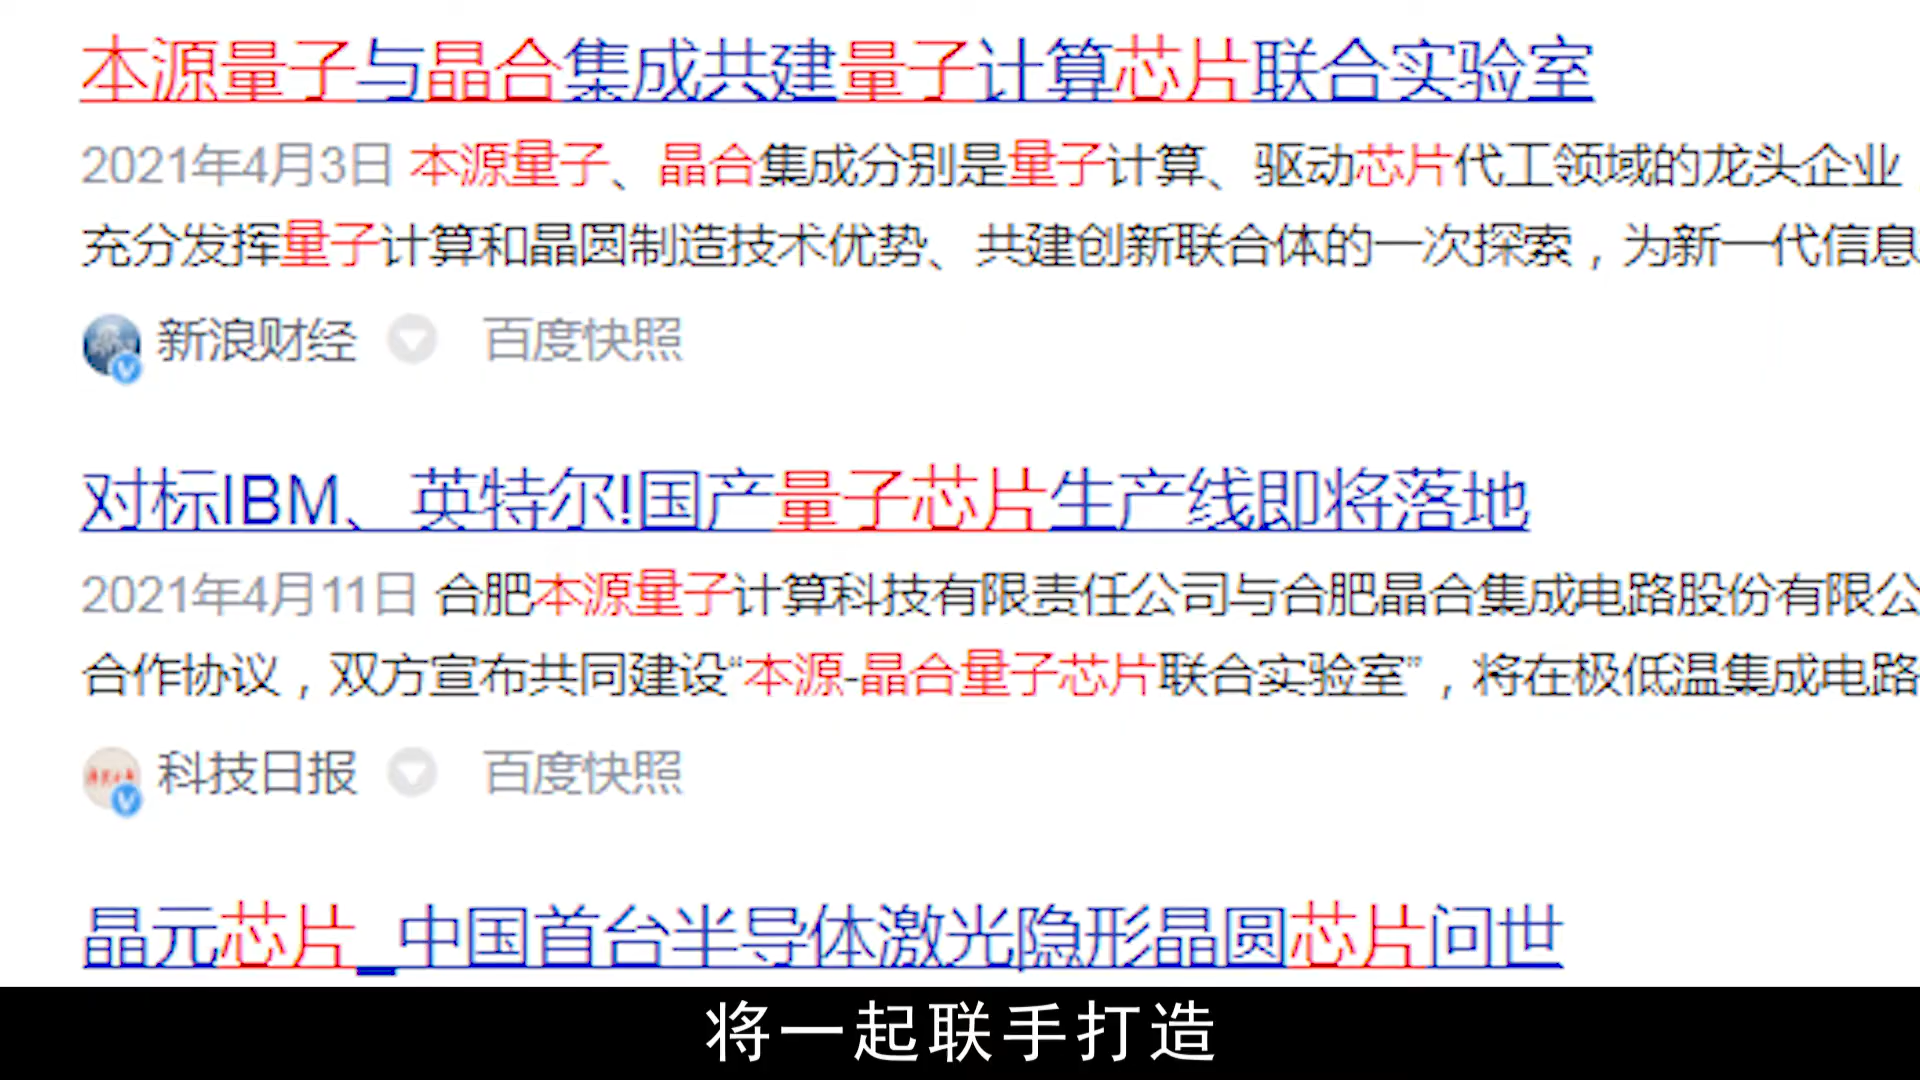 本源量子与晶合集成共建量子计算芯片联合实验室
2021年4月3日 本源量子、晶合集成分别是量子计算、驱动芯片代工领域的龙头企业
充分发挥量子计算和晶圆制造技术优势、共建创新联合体的一次探索，为新一代信息
新浪财经 百度快照
对标IBM、英特尔!国产量子芯片生产线即将落地
2021年4月11日 合肥本源量子计算科技有限责任公司与合肥晶合集成电路股份有限公
合作协议，双方宣布共同建设“本源-晶合量子芯片联合实验室”，将在极低温集成电路
科技日报 百度快照
晶元芯片_中国首台半导体激光隐形晶圆芯片问世
将一起联手打造